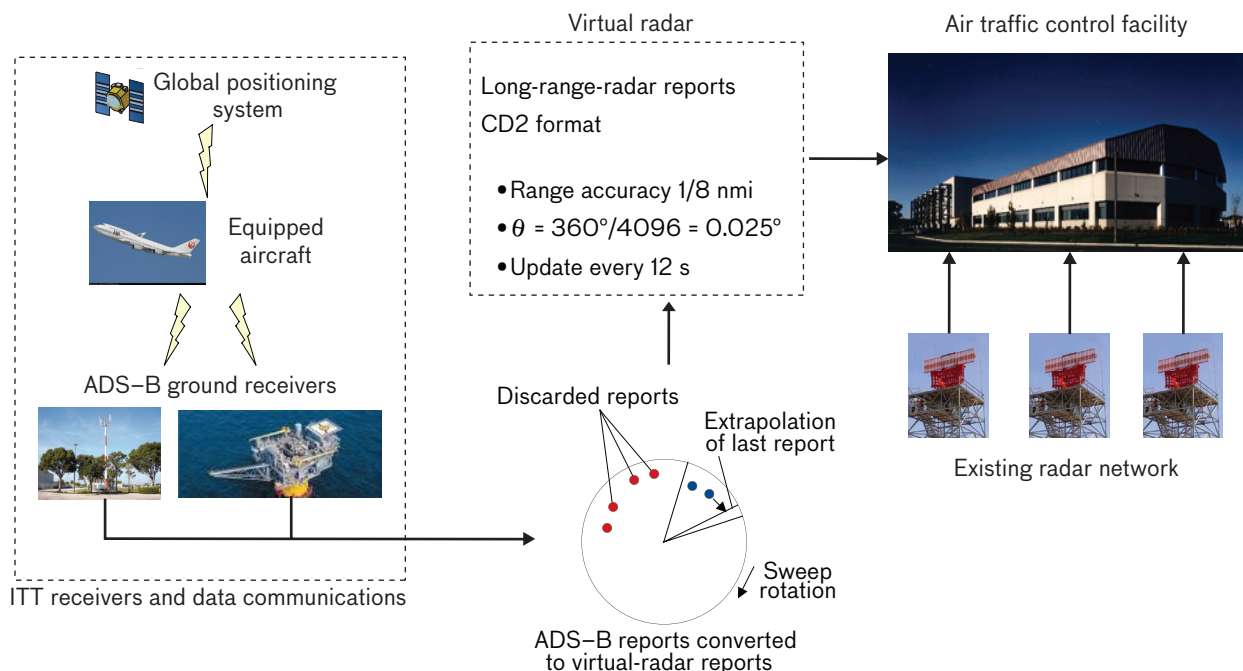 Global positioning
system
Equipped
aircraft
ADS–B ground receivers
ITT receivers and data communications
Virtual radar
Long-range-radar reports
CD2 format
• Range accuracy 1/8 nmi
• θ = 360°/4096 = 0.025°
• Update every 12 s
Discarded reports
Extrapolation
of last report
Sweep
rotation
ADS–B reports converted
to virtual-radar reports
Air traffic control facility
Existing radar network